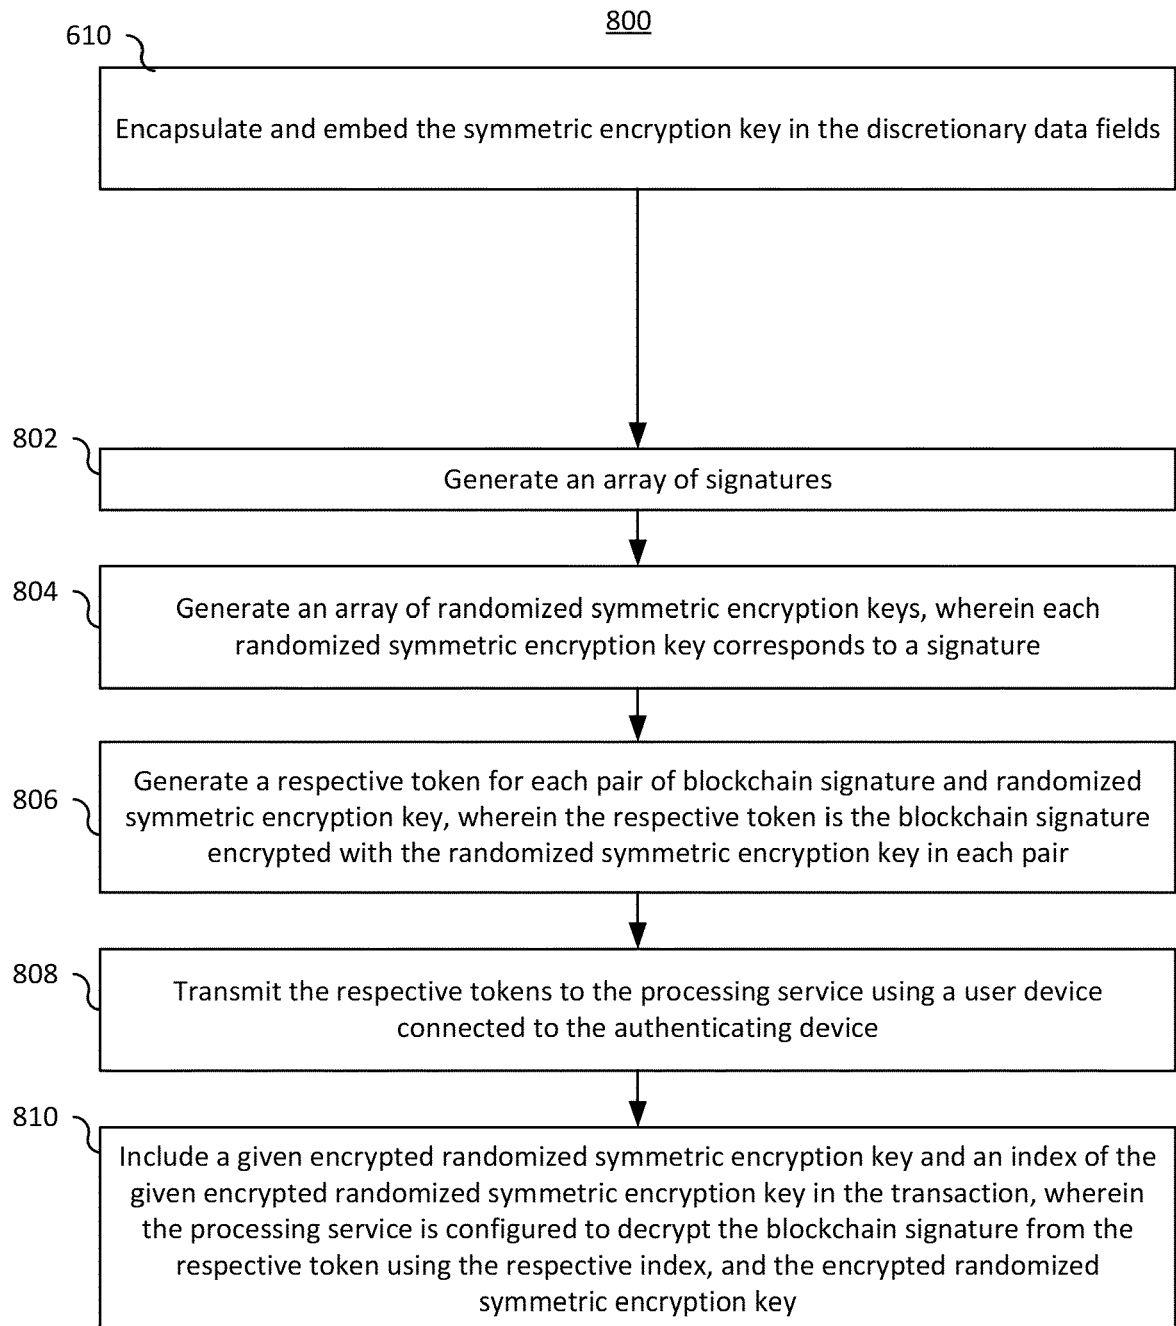 800
610
Encapsulate and embed the symmetric encryption key in the discretionary data fields
802
Generate an array of signatures
804
Generate an array of randomized symmetric encryption keys, wherein each
randomized symmetric encryption key corresponds to a signature
806
Generate a respective token for each pair of blockchain signature and randomized
symmetric encryption key, wherein the respective token is the blockchain signature
encrypted with the randomized symmetric encryption key in each pair
808
Transmit the respective tokens to the processing service using a user device
connected to the authenticating device
810
Include a given encrypted randomized symmetric encryption key and an index of the
given encrypted randomized symmetric encryption key in the transaction, wherein
the processing service is configured to decrypt the blockchain signature from the
respective token using the respective index, and the encrypted randomized
symmetric encryption key